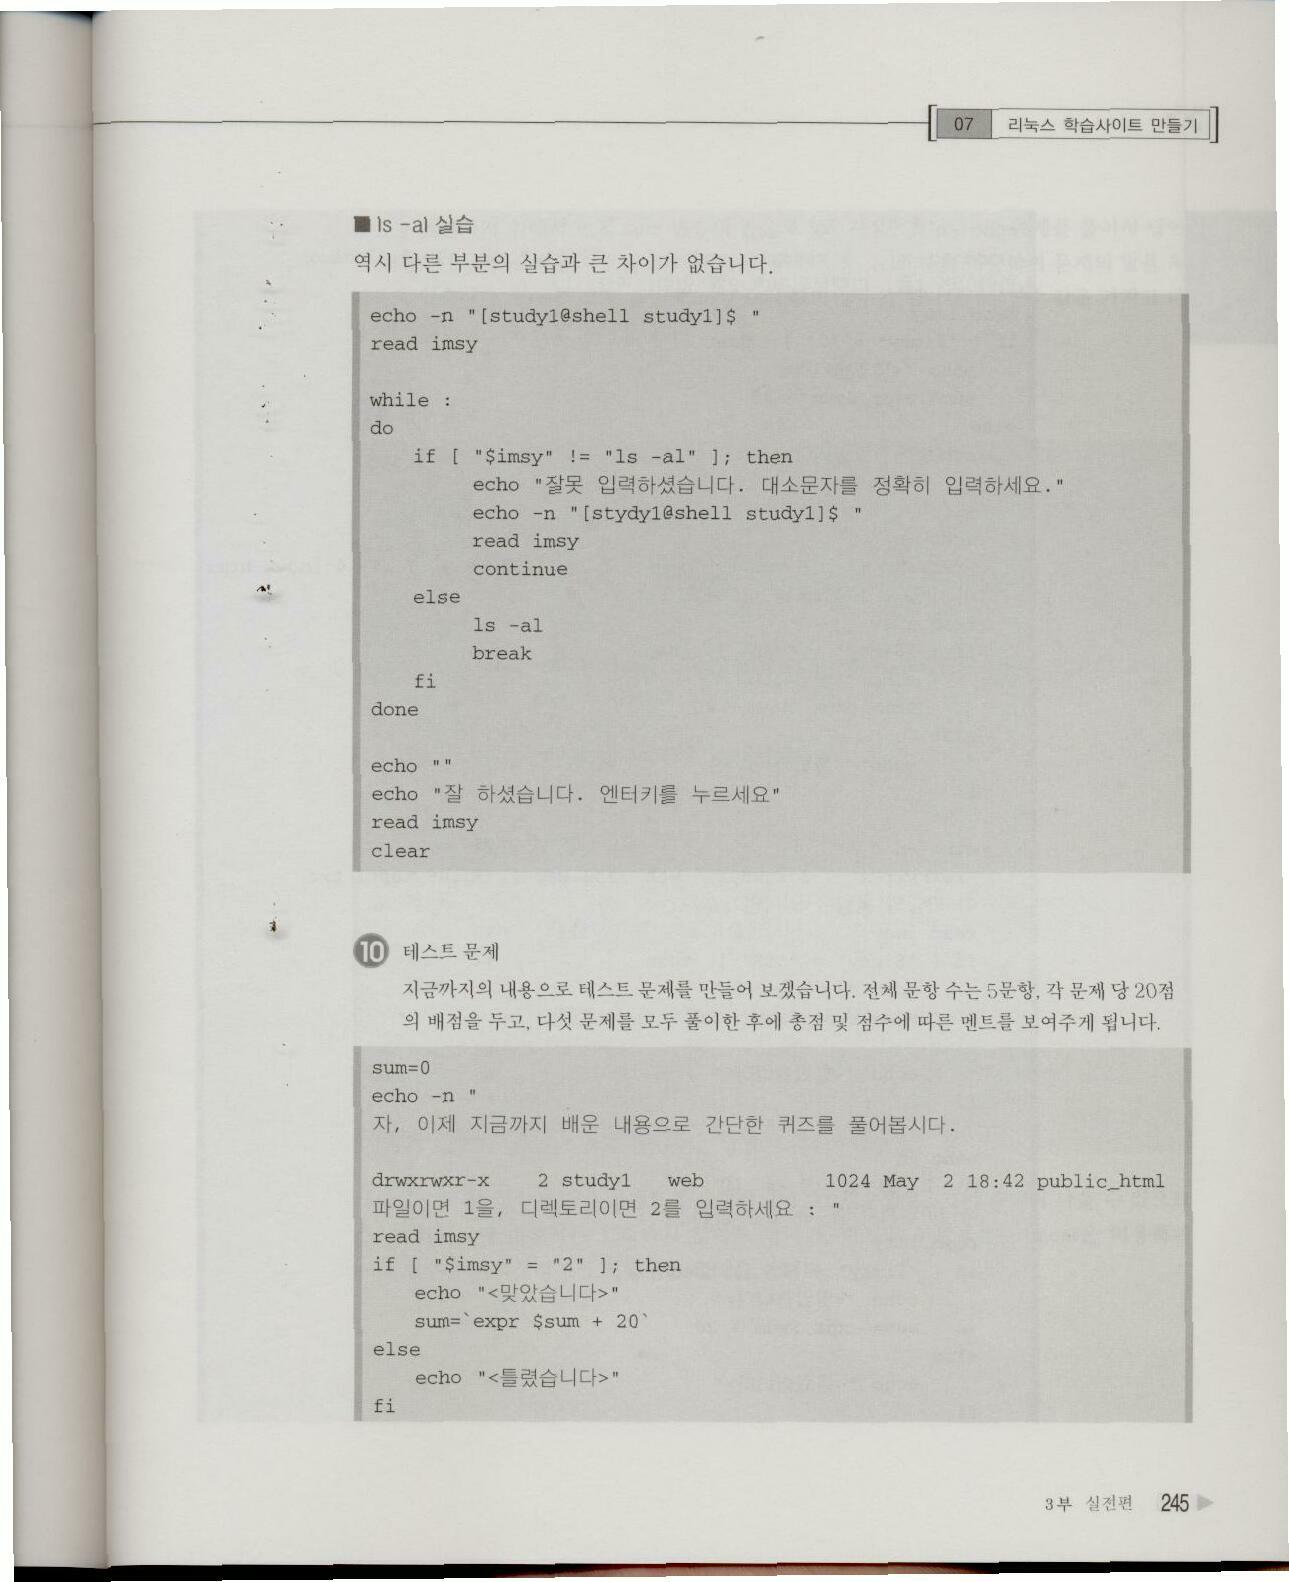 07 리눅스 학습사이트 만들기
■ ls -al 실습
역시 다른 부분의 실습과 큰 차이가 없습니다.
echo -n "[study1@shell study1]$ "
read imsy
while :
do
if [ "$imsy" != "ls -al" ]; then
echo "잘못 입력하셨습니다. 대소문자를 정확히 입력하세요."
echo -n "[stydy1@shell study1]$ "
read imsy
continue
else
ls -al
break
fi
done
echo ""
echo "잘 하셨습니다. 엔터키를 누르세요"
read imsy
clear
10 테스트 문제
지금까지의 내용으로 테스트 문제를 만들어 보겠습니다. 전체 문항 수는 5문항, 각 문제 당 20점
의 배점을 두고, 다섯 문제를 모두 풀이한 후에 총점 및 점수에 따른 멘트를 보여주게 됩니다.
sum=0
echo -n "
자, 이제 지금까지 배운 내용으로 간단한 퀴즈를 풀어봅시다.
drwxrwxr-x 2 study1 web 1024 May 2 18:42 public_html
파일이면 1을, 디렉토리이면 2를 입력하세요 : "
read imsy
if [ "$imsy" = "2" ]; then
echo "<맞았습니다>"
sum=`expr $sum + 20`
else
echo "<틀렸습니다>"
fi
3부 실전편 245